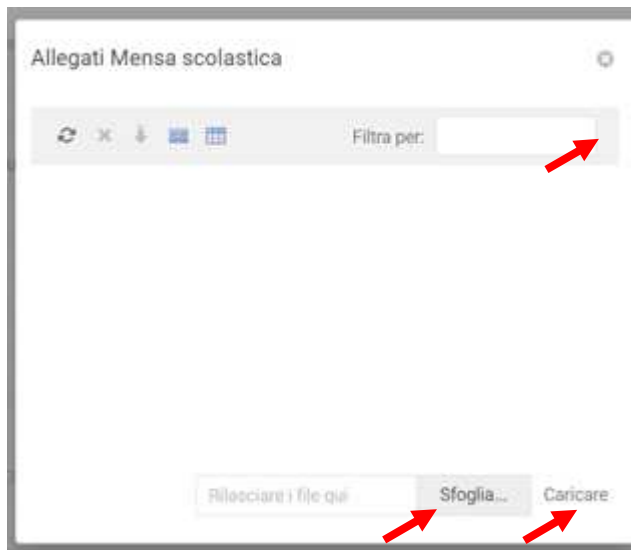 Allegati Mensa scolastica
Filtra per:
Rilasciare i file qui
Sfoglia...
Caricare